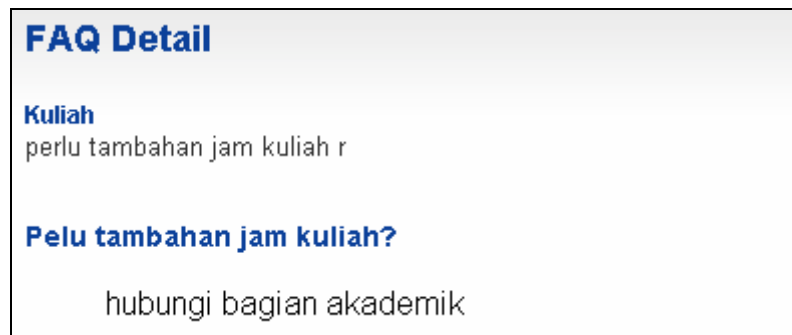 FAQ Detail
Kuliah
perlu tambahan jam kuliah r
Pelu tambahan jam kuliah?
hubungi bagian akademik